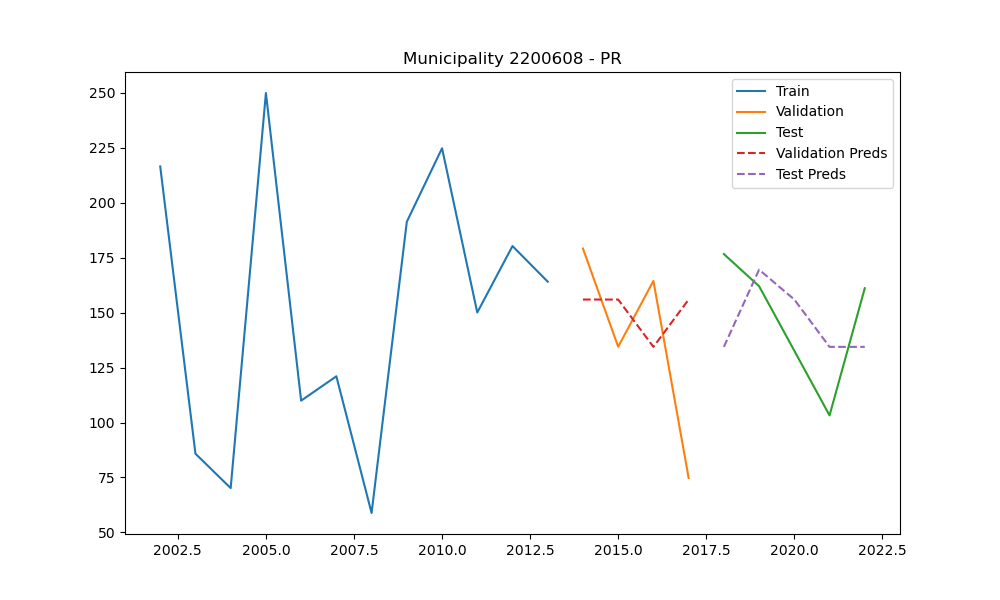 Municipality 2200608 - PR
Train
Validation
Test
Validation Preds
Test Preds
250
225
200
175
150
125
100
75
50
2002.5 2005.0 2007.5 2010.0 2012.5 2015.0 2017.5 2020.0 2022.5